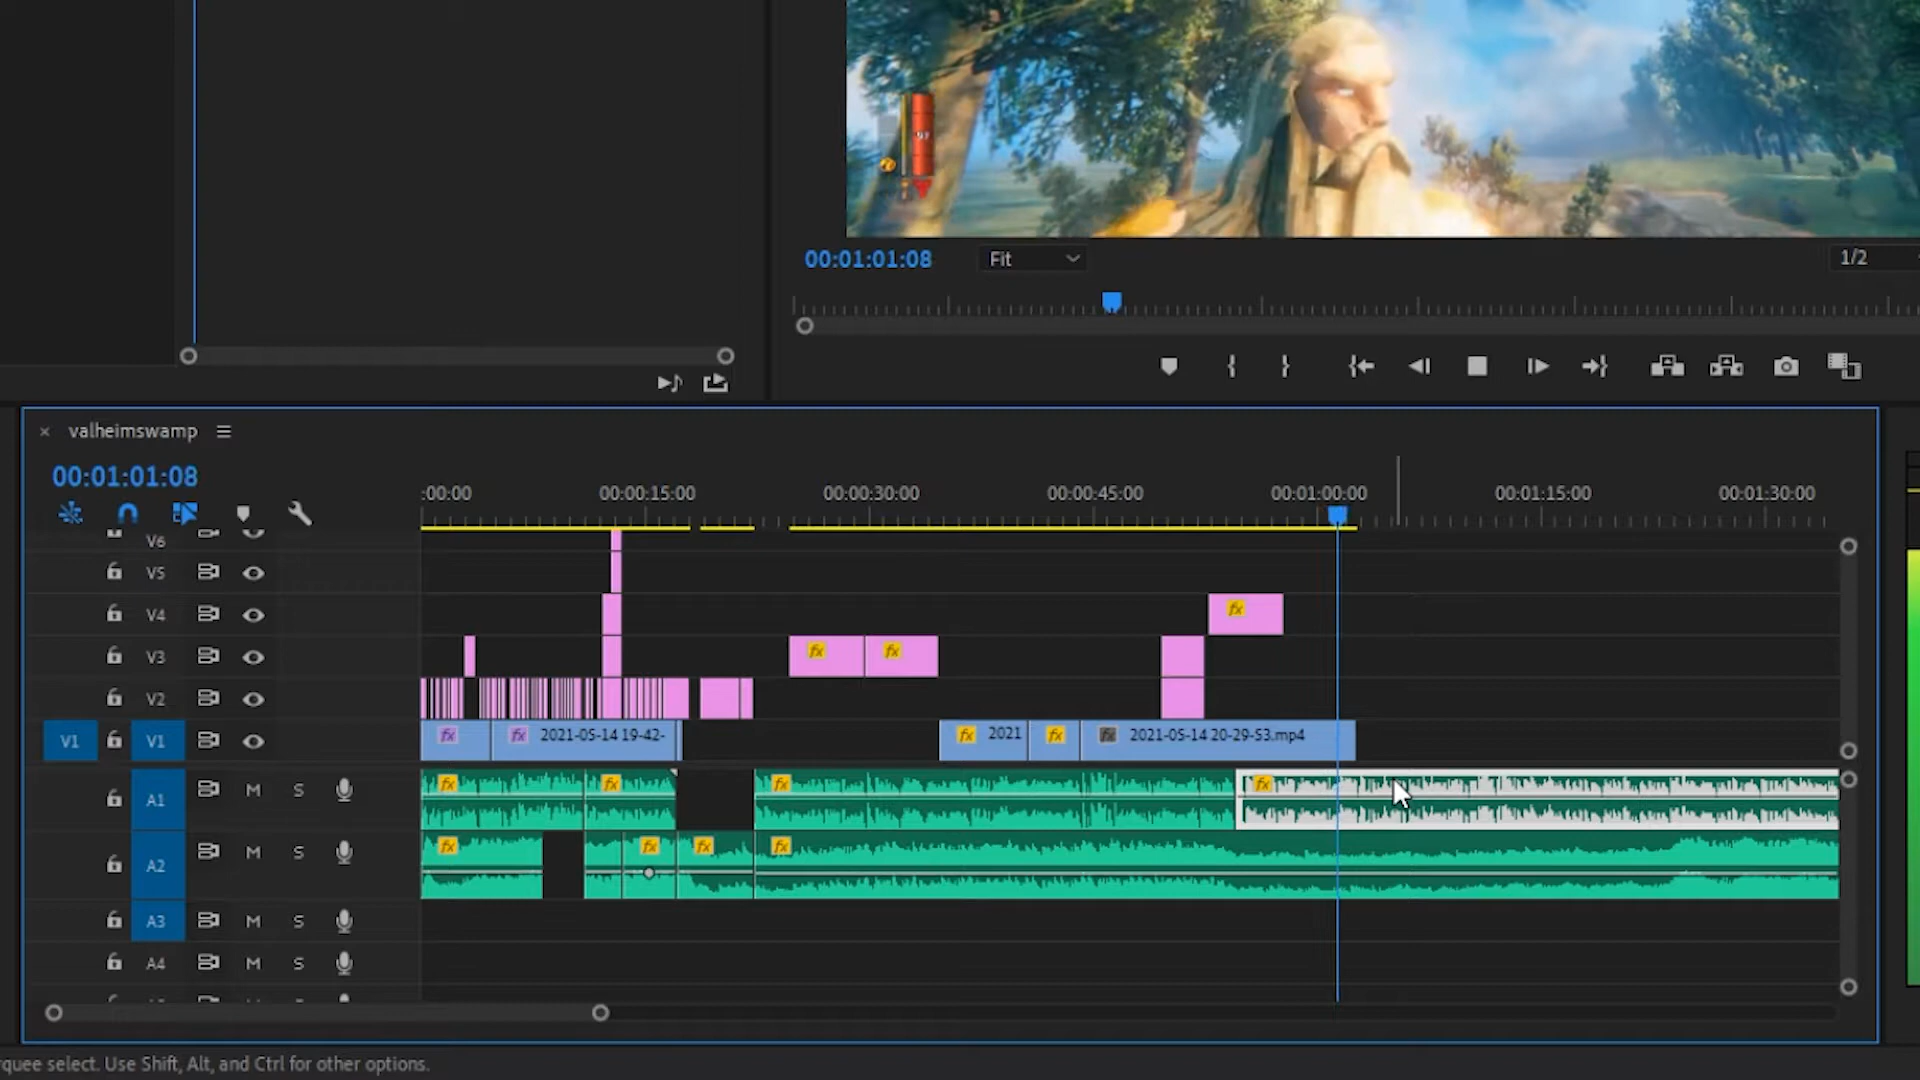 97
00:01:01:08
Fit
1/2
valheimswamp
00:01:01:08
:00:00
00:00:15:00
00:00:30:00
00:00:45:00
00:01:00:00
00:01:15:00
00:01:30:00
V6
V5
V4
fx
V3
fx
fx
V2
V1
V1
fx
fx
2021-05-14 19-42-
fx
2021
fx
fx
2021-05-14 20-29-53.mp4
A1
M
S
fx
fx
fx
fx
A2
M
S
fx
fx
fx
fx
A3
M
S
A4
M
S
rquee select. Use Shift, Alt, and Ctrl for other options.